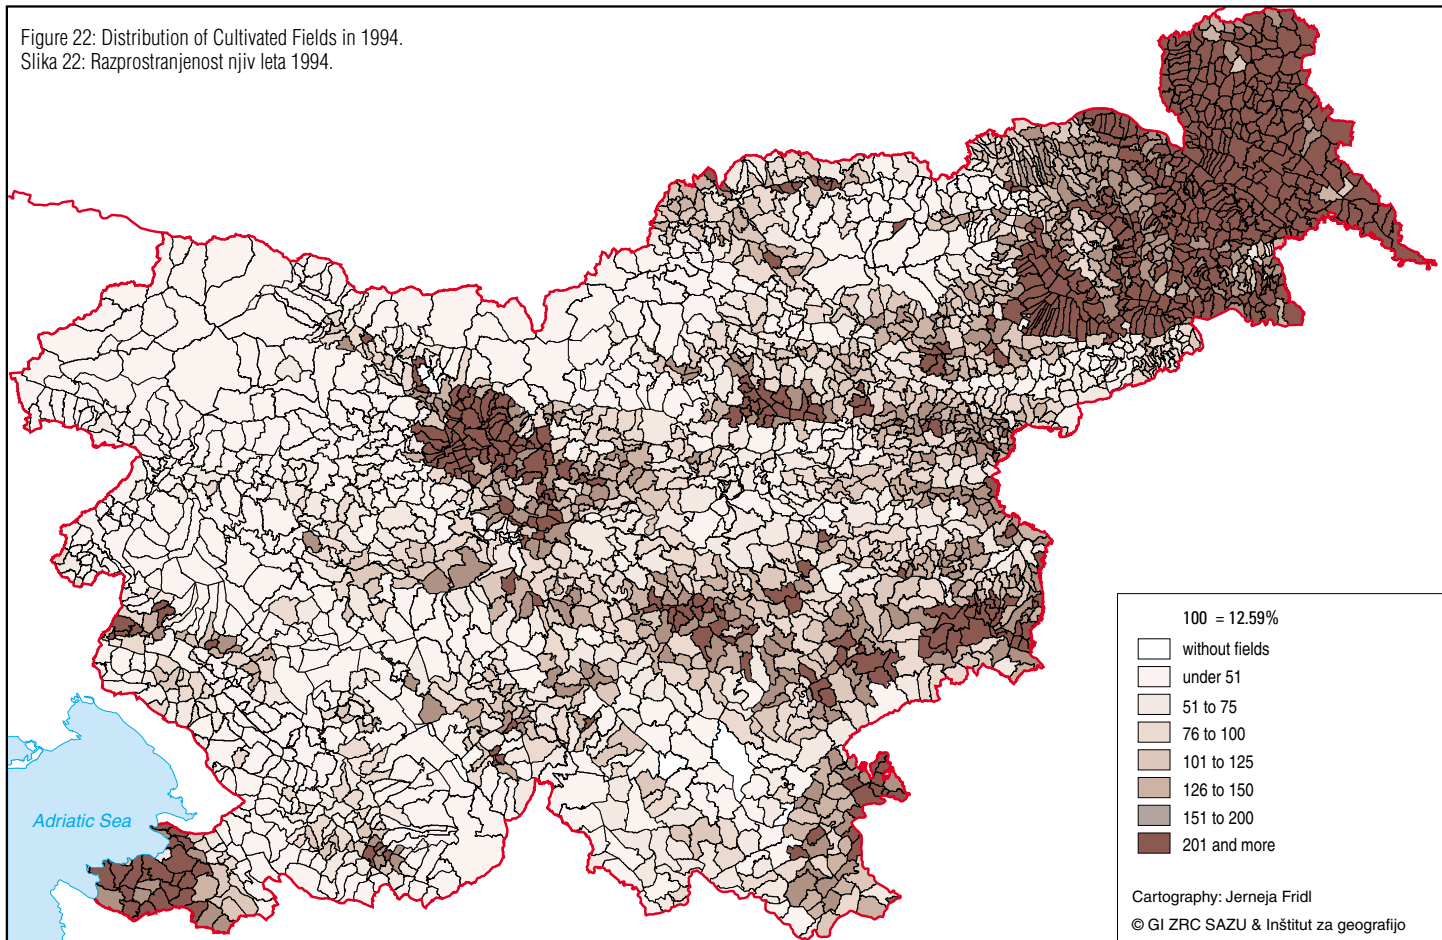 Figure 22: Distribution of Cultivated Fields in 1994.
Slika 22: Razprostranjenost njiv leta 1994.
Adriatic Sea
100 = 12.59%
without fields
under 51
51 to 75
76 to 100
101 to 125
126 to 150
151 to 200
201 and more
Cartography: Jerneja Fridl
© GI ZRC SAZU & Inštitut za geografijo